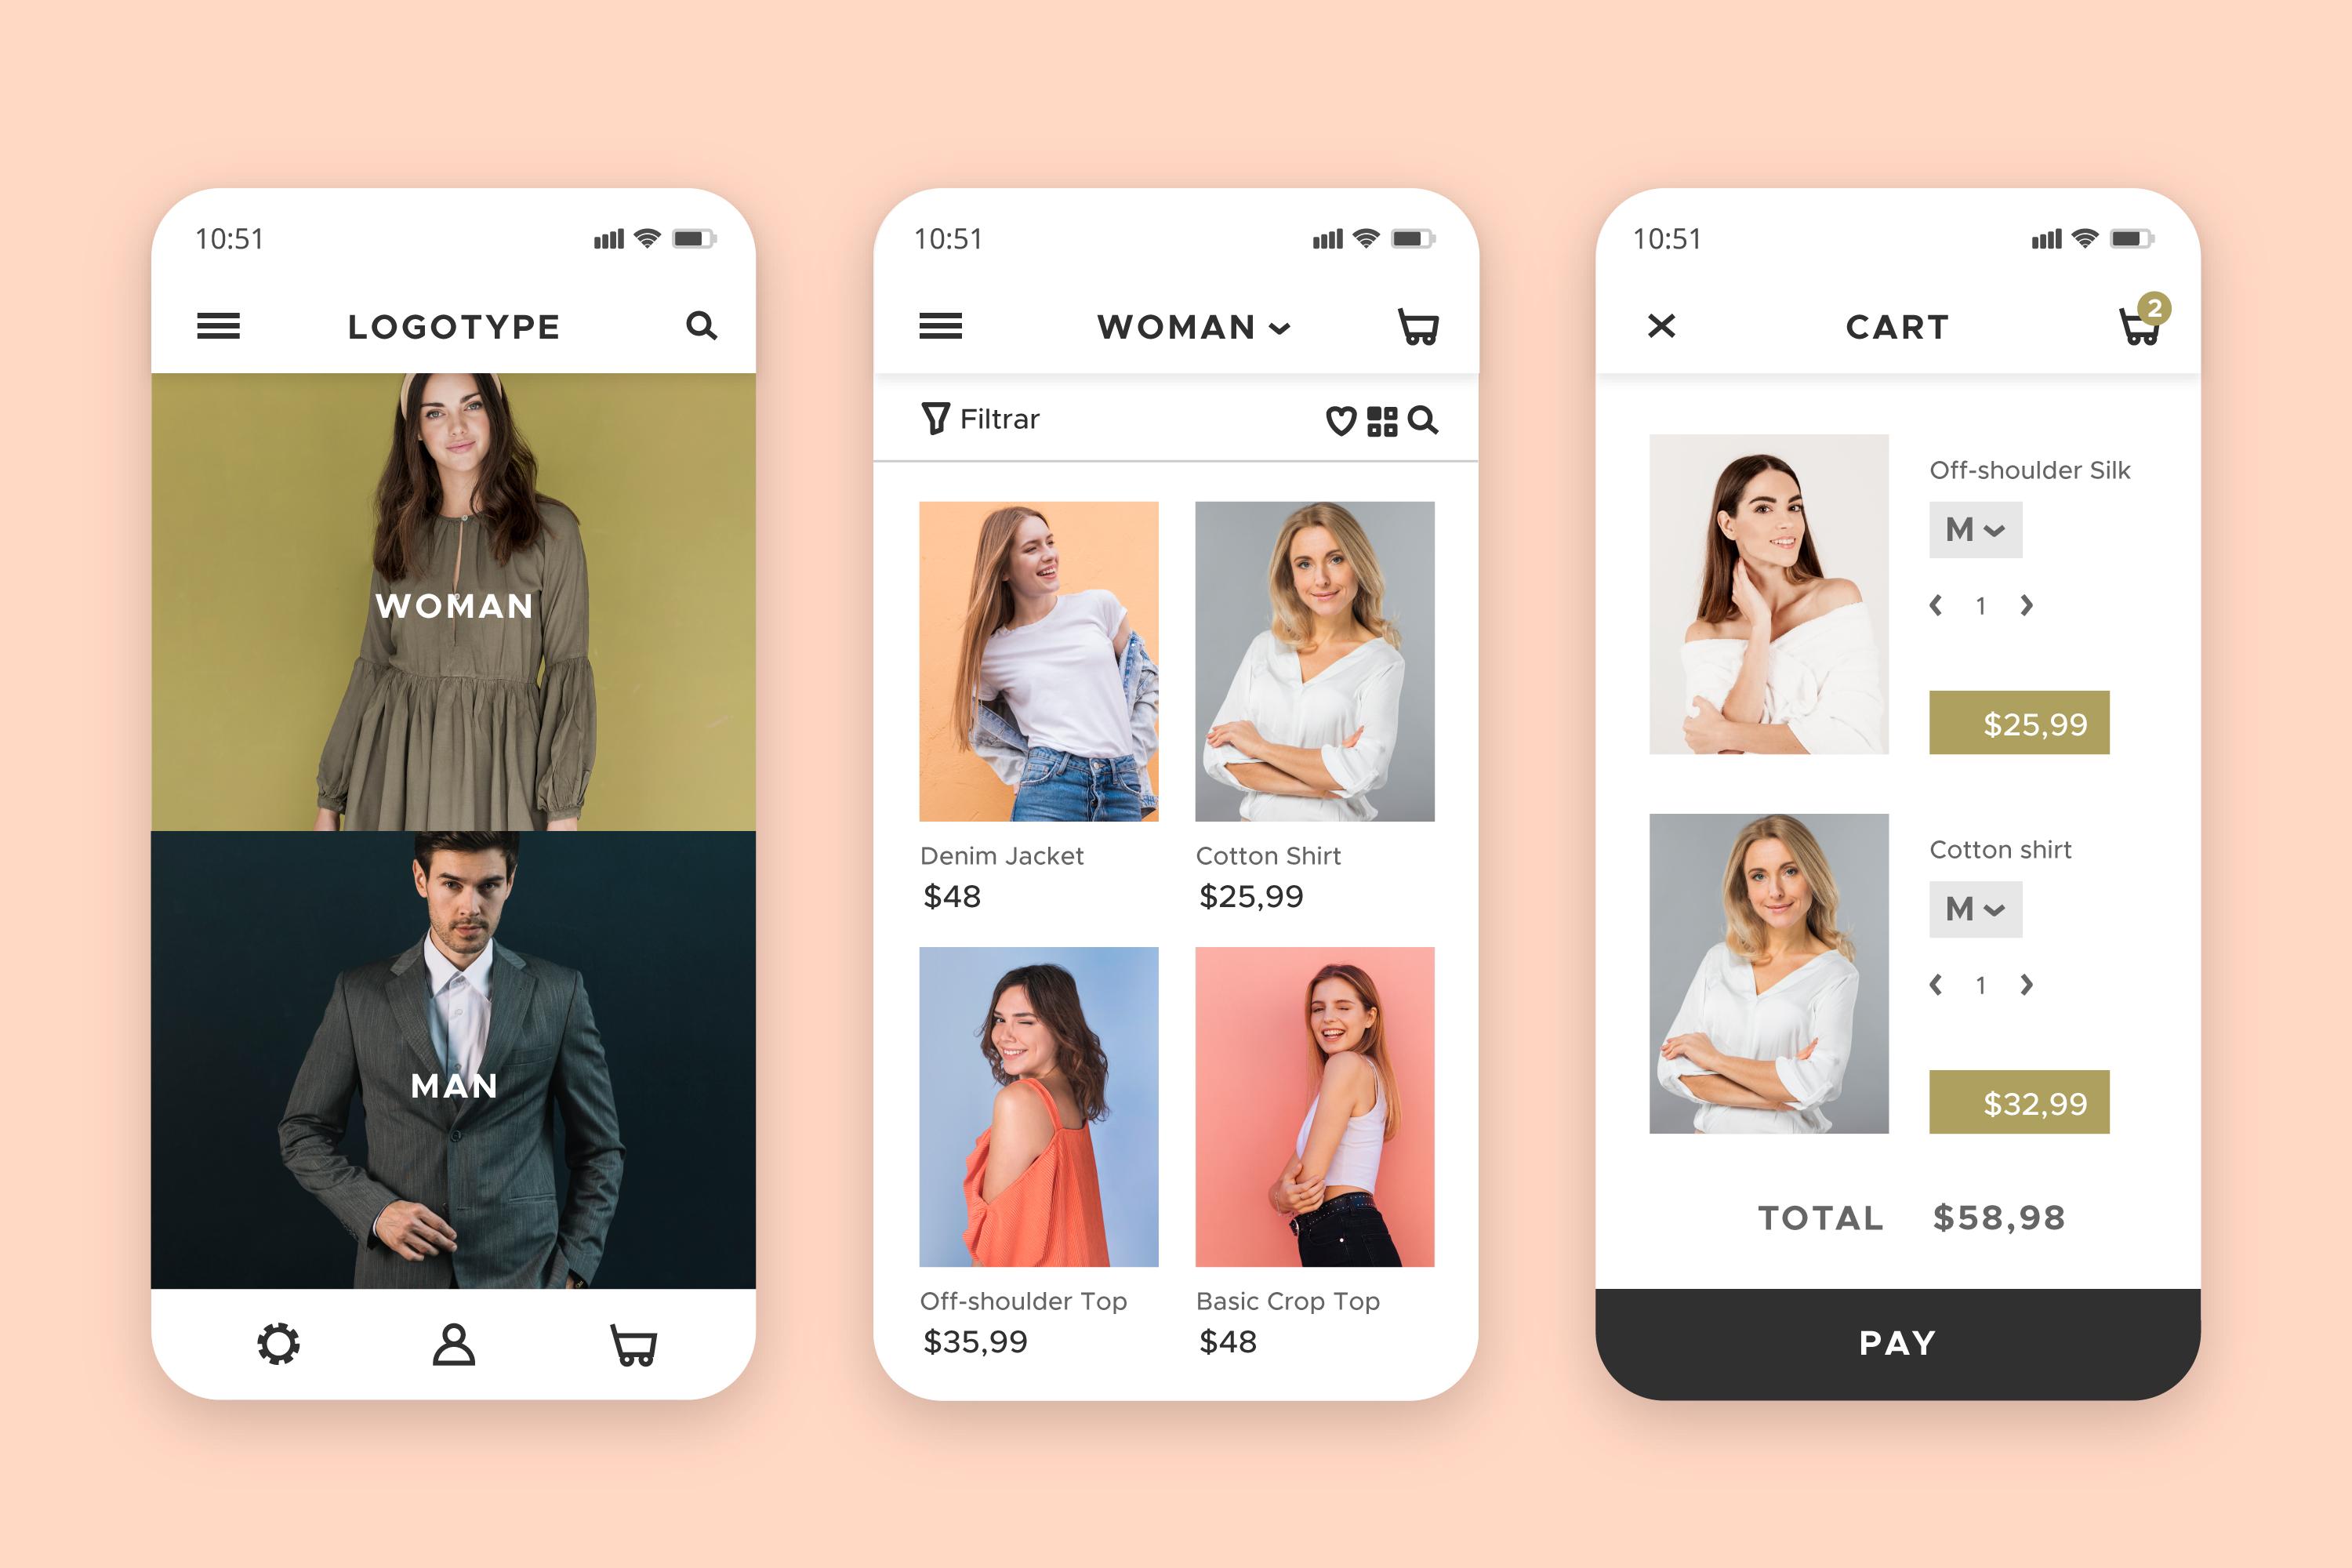 10:51
LOGOTYPE
WOMAN
MAN
10:51
WOMAN
Filtrar
Denim Jacket
$48
Cotton Shirt
$25,99
Off-shoulder Top
$35,99
Basic Crop Top
$48
10:51
CART
2
Off-shoulder Silk
M
1
$25,99
Cotton shirt
M
1
$32,99
TOTAL $58,98
PAY